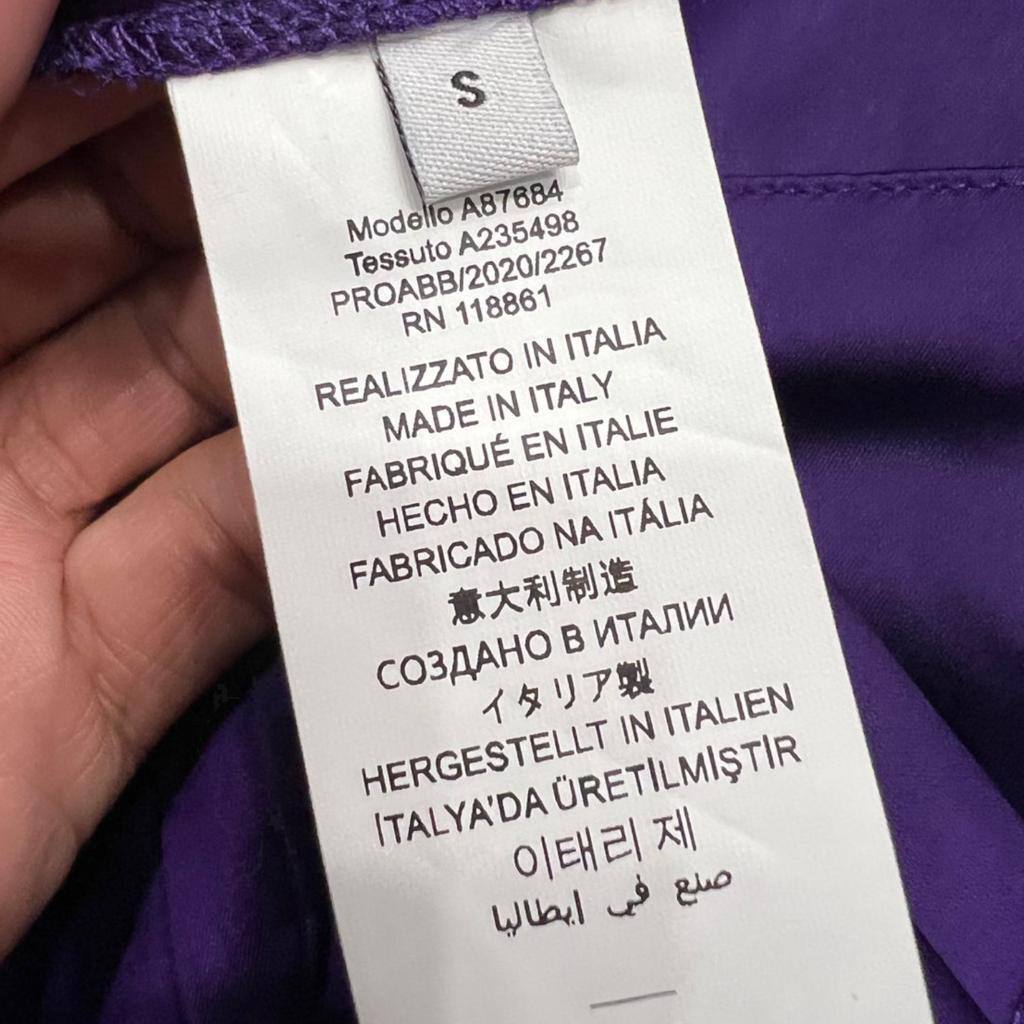 S
Modello A87684
Tessuto A235498
PROABB/2020/2267
RN 118861
REALIZZATO IN ITALIA
MADE IN ITALY
FABRIQUÉ EN ITALIE
HECHO EN ITALIA
FABRICADO NA ITÁLIA
意大利制造
СОЗДАНО В ИТАЛИИ
イタリア製
HERGESTELLT IN ITALIEN
İTALYA'DA ÜRETİLMİŞTİR
이태리 제
صنع في ايطاليا